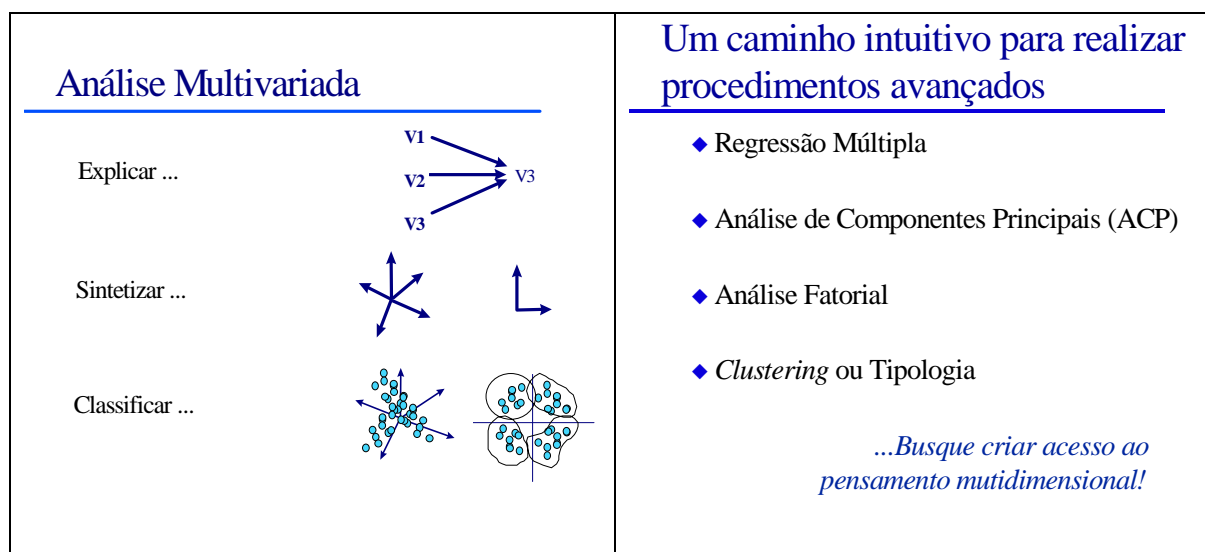 Análise Multivariada
Explicar ...
V1
V2
V3
V3
Sintetizar ...
Classificar ...
Um caminho intuitivo para realizar
procedimentos avançados
Regressão Múltipla
Análise de Componentes Principais (ACP)
Análise Fatorial
Clustering ou Tipologia
...Busque criar acesso ao
pensamento mutidimensional!